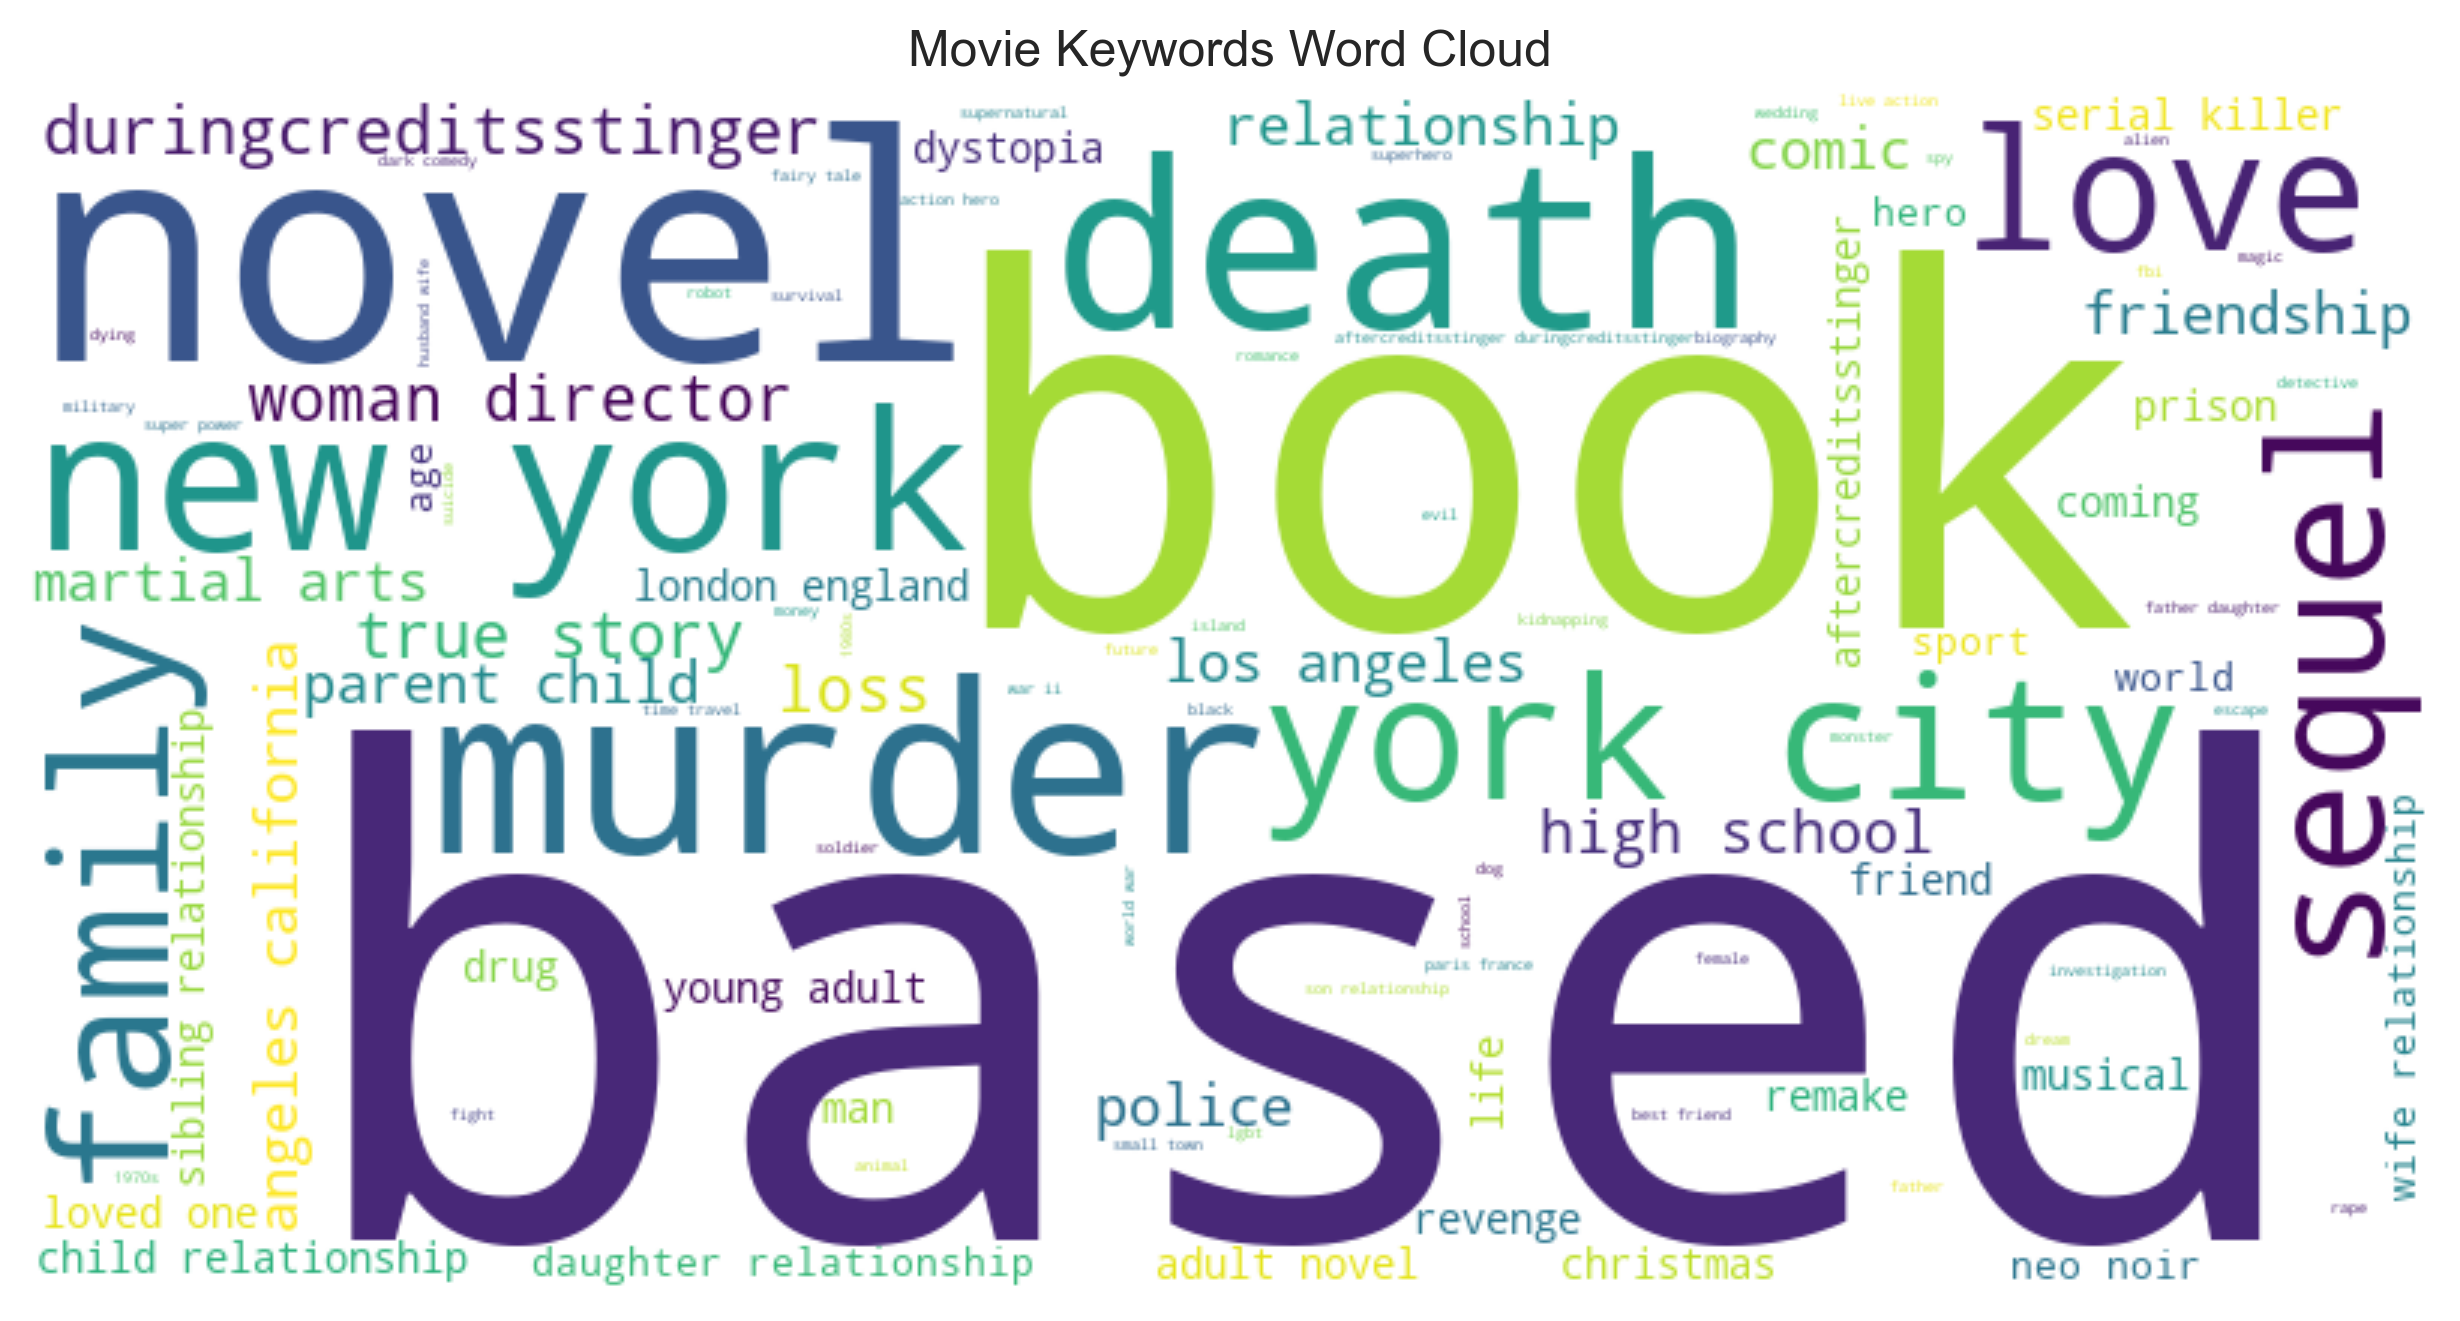 Movie Keywords Word Cloud
duringcreditsstinger
supernatural
relationship
wedding
live action
serial killer
dark comedy
dystopia
superhero
comic
spy
alien
fairy tale
action hero
novel
death
love
hero
magic
fbi
husband wife
robot
survival
friendship
dying
aftercreditsstinger duringcreditsstinger
biography
romance
aftercreditsstinger
detective
woman director
military
super power
book
prison
new york
age
suicide
evil
coming
sequel
martial arts
london england
money
1980s
island
kidnapping
father daughter
true story
future
sport
family
parent child
loss
los angeles
world
war ii
time travel
black
york city
escape
monster
angeles california
sibling relationship
murder
soldier
high school
dog
friend
world war
school
wife relationship
based
drug
young adult
paris france
female
investigation
son relationship
dream
life
musical
fight
man
police
best friend
remake
lgbt
small town
animal
1970s
father
loved one
revenge
rape
child relationship
daughter relationship
adult novel
christmas
neo noir